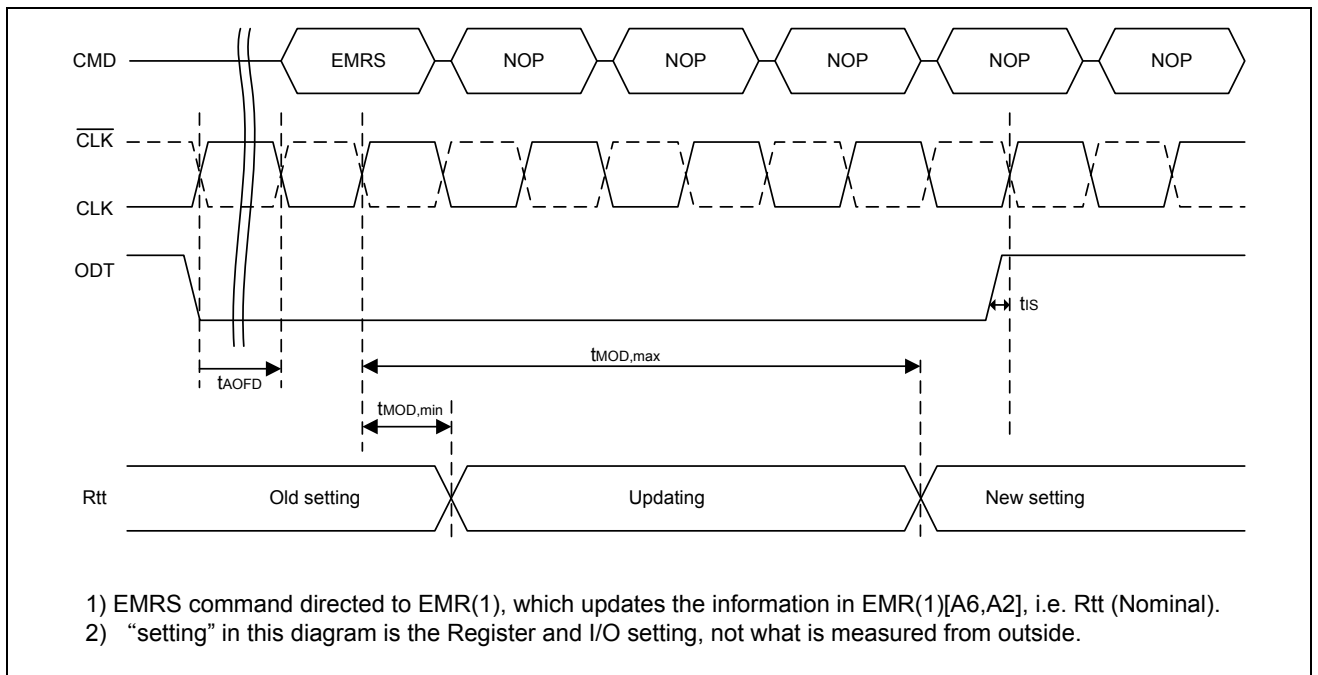 CMD EMRS NOP NOP NOP NOP NOP
CLK
CLK
ODT
tIS
tMOD,max
tAOFD
tMOD,min
Rtt Old setting Updating New setting
1) EMRS command directed to EMR(1), which updates the information in EMR(1)[A6,A2], i.e. Rtt (Nominal).
2) “setting” in this diagram is the Register and I/O setting, not what is measured from outside.